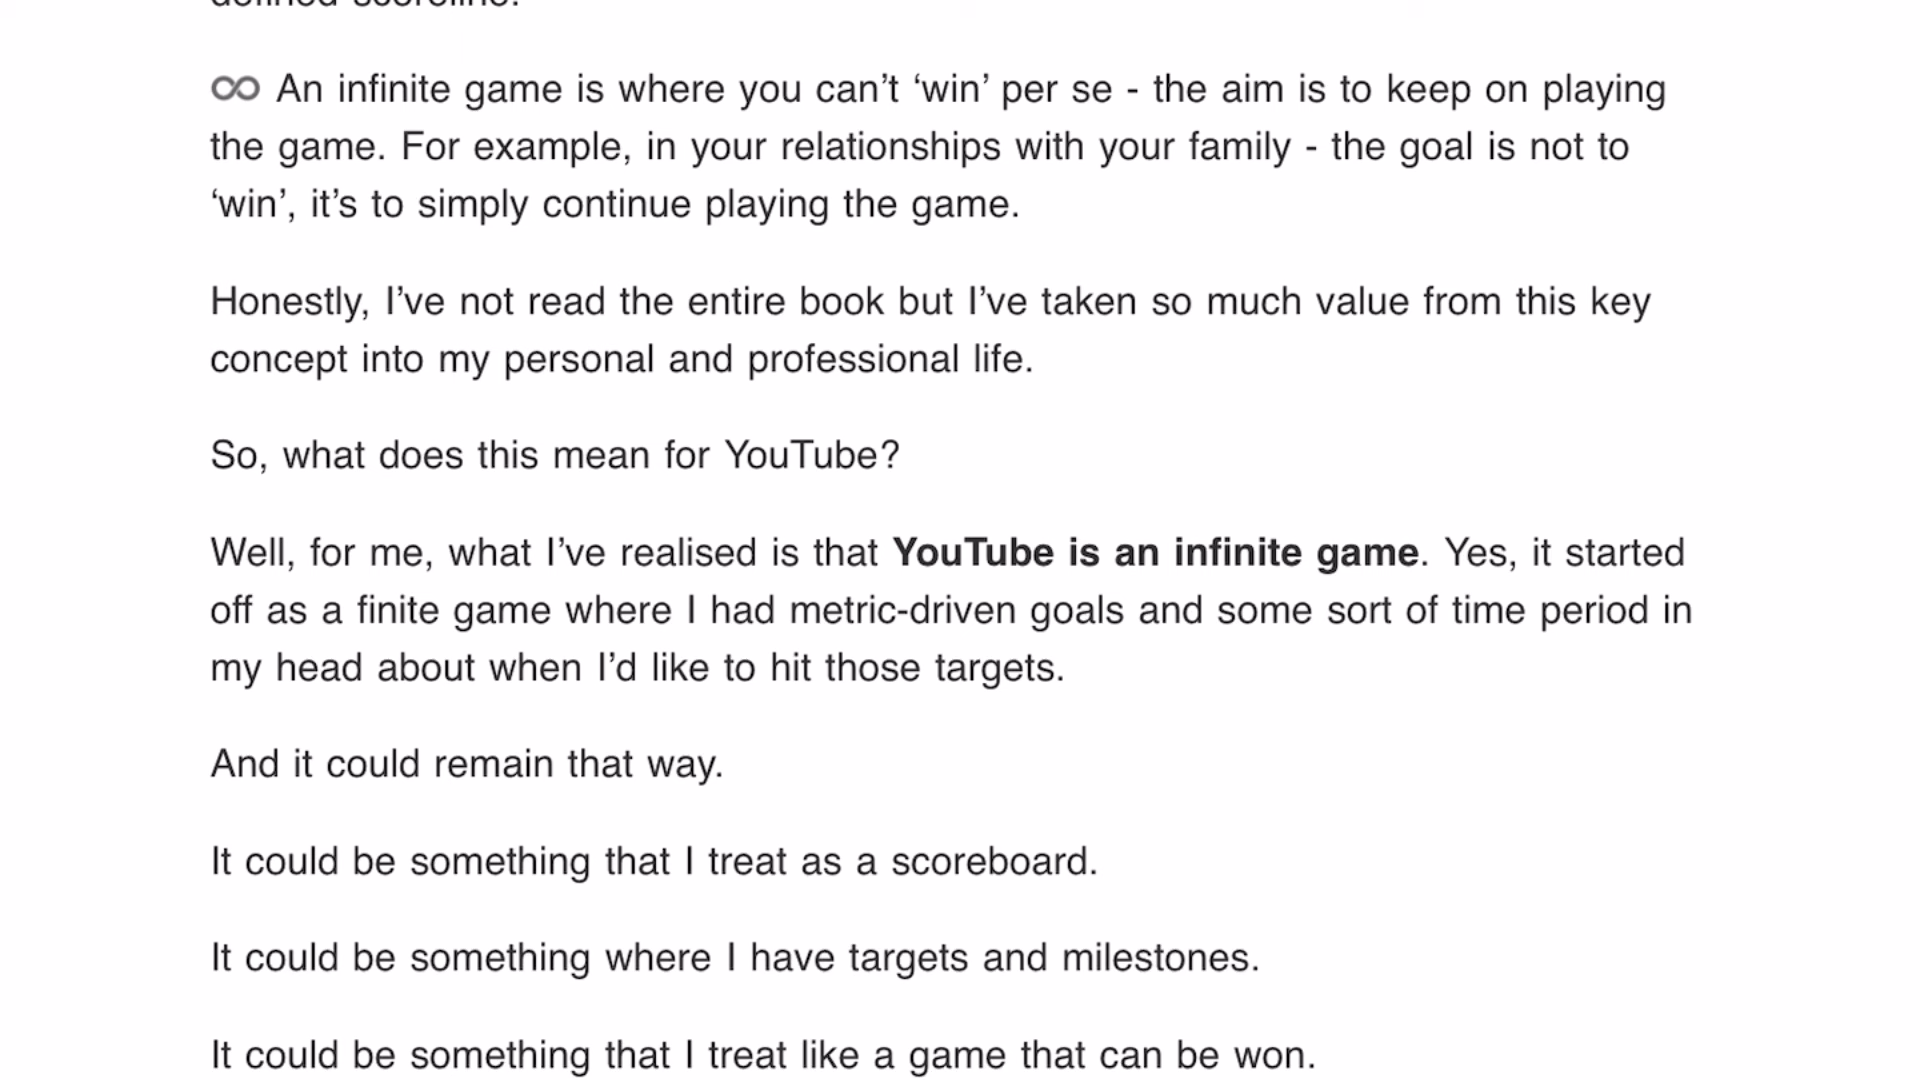 defined scoreline.
∞ An infinite game is where you can’t ‘win’ per se - the aim is to keep on playing
the game. For example, in your relationships with your family - the goal is not to
‘win’, it’s to simply continue playing the game.
Honestly, I’ve not read the entire book but I’ve taken so much value from this key
concept into my personal and professional life.
So, what does this mean for YouTube?
Well, for me, what I’ve realised is that YouTube is an infinite game. Yes, it started
off as a finite game where I had metric-driven goals and some sort of time period in
my head about when I’d like to hit those targets.
And it could remain that way.
It could be something that I treat as a scoreboard.
It could be something where I have targets and milestones.
It could be something that I treat like a game that can be won.